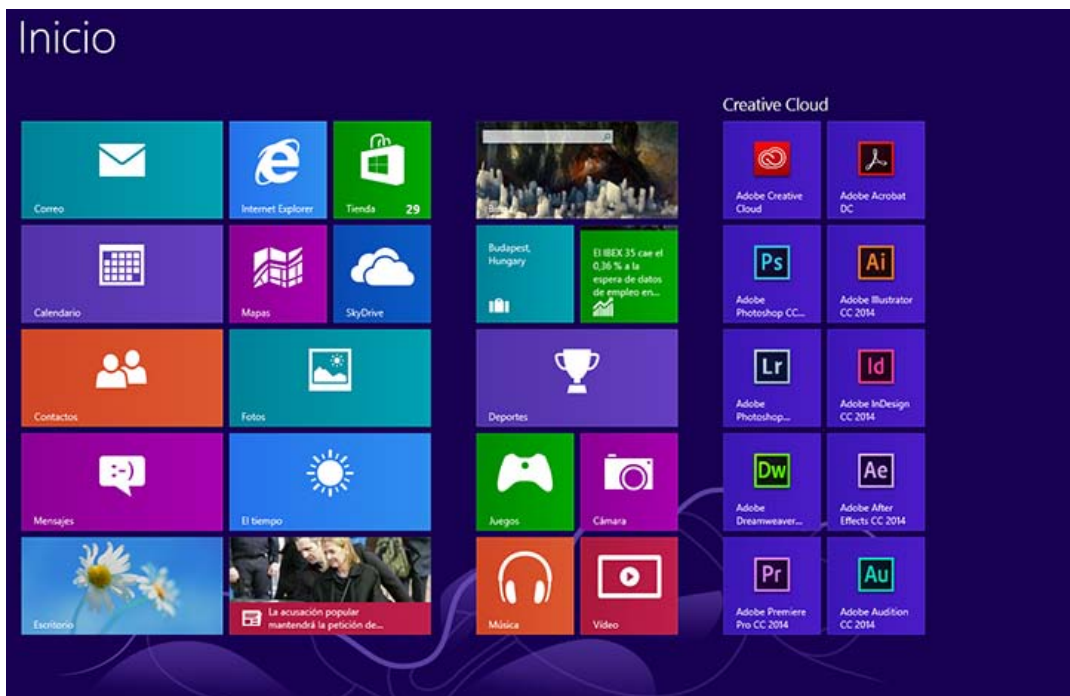 Inicio
Correo
Internet Explorer
Tienda
29
Calendario
Mapas
SkyDrive
Contactos
Fotos
:-)
Mensajes
El tiempo
Escritorio
La acusación popular
mantendrá la petición de...
Budapest,
Hungary
El IBEX 35 cae el
0,36 % a la
espera de datos
de empleo en...
Deportes
Juegos
Cámara
Música
Vídeo
Creative Cloud
Adobe Creative
Cloud
Adobe Acrobat
DC
Ps
Adobe
Photoshop CC...
Ai
Adobe Illustrator
CC 2014
Lr
Adobe
Photoshop...
Id
Adobe InDesign
CC 2014
Dw
Adobe
Dreamweaver...
Ae
Adobe After
Effects CC 2014
Pr
Adobe Premiere
Pro CC 2014
Au
Adobe Audition
CC 2014